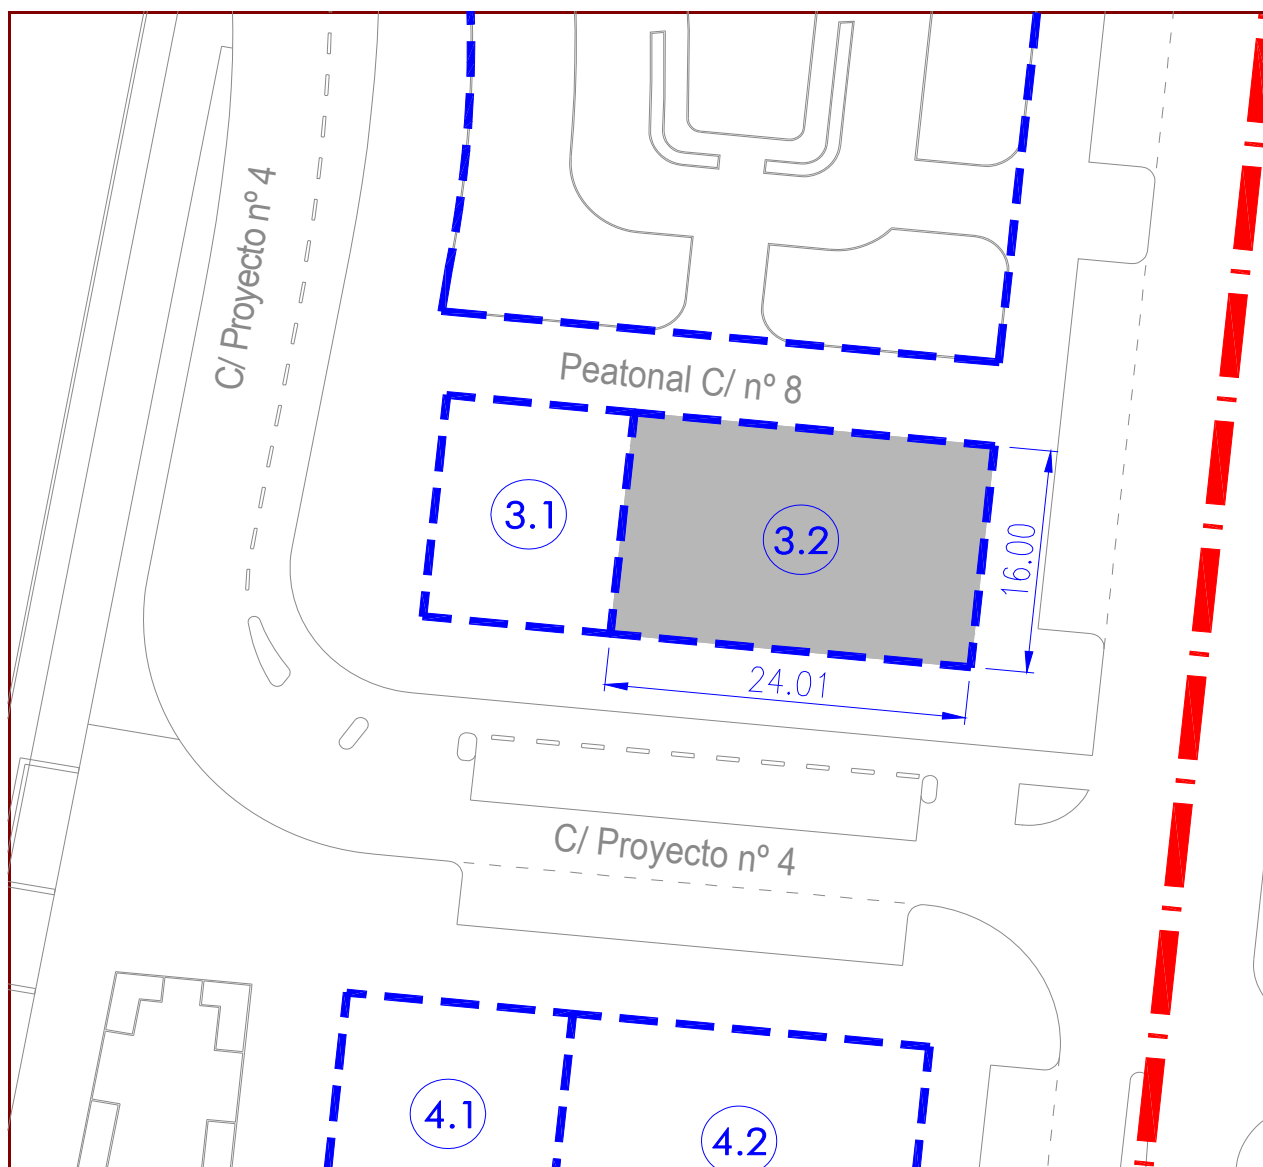 C/ Proyecto nº 4
Peatonal C/ nº 8
3.1
3.2
16.00
24.01
C/ Proyecto nº 4
4.1
4.2